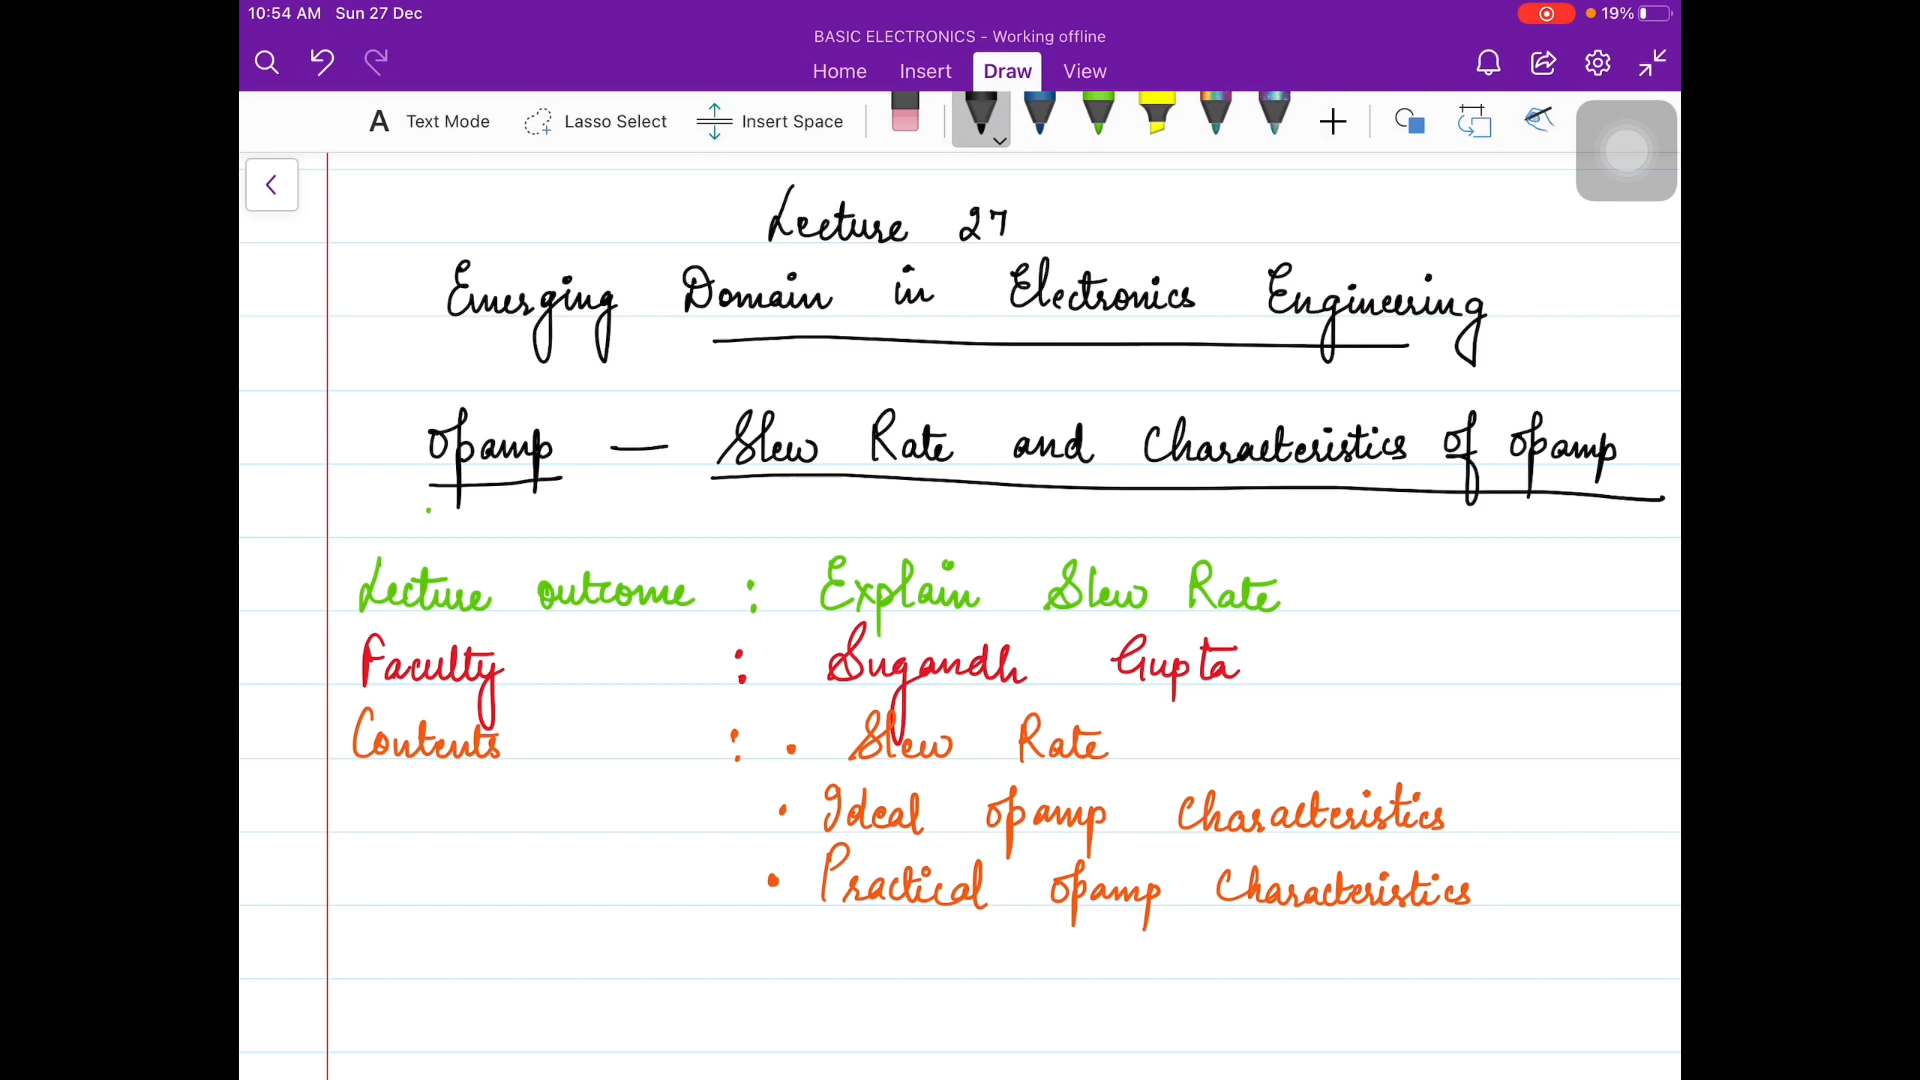 10:54 AM Sun 27 Dec
19%
BASIC ELECTRONICS - Working offline
Home Insert Draw View
A Text Mode Lasso Select Insert Space
Lecture 27
Emerging Domain in Electronics Engineering
Opamp — Slew Rate and Characteristics of opamp
Lecture outcome : Explain Slew Rate
Faculty : Sugandh Gupta
Contents : • Slew Rate
• Ideal opamp Characteristics
• Practical opamp Characteristics